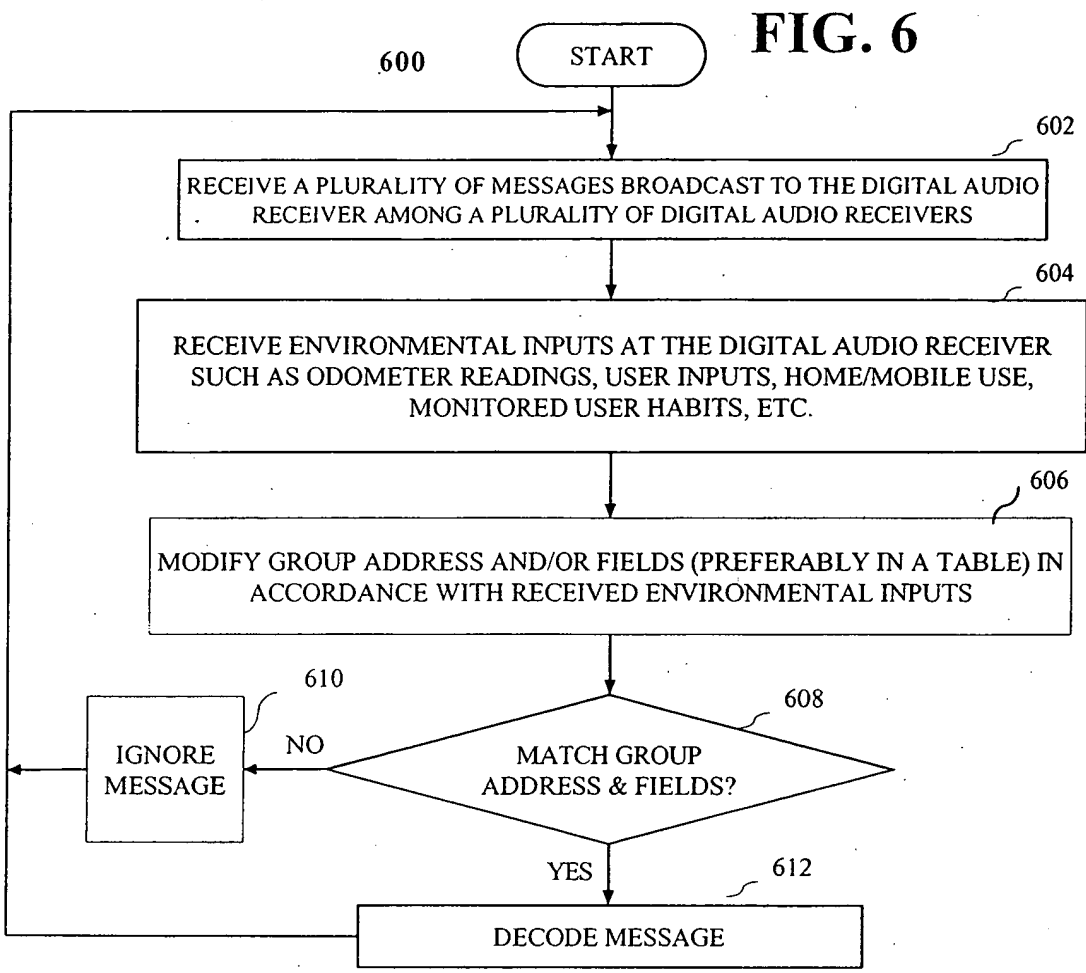 FIG. 6
600
START
602
RECEIVE A PLURALITY OF MESSAGES BROADCAST TO THE DIGITAL AUDIO
RECEIVER AMONG A PLURALITY OF DIGITAL AUDIO RECEIVERS
604
RECEIVE ENVIRONMENTAL INPUTS AT THE DIGITAL AUDIO RECEIVER
SUCH AS ODOMETER READINGS, USER INPUTS, HOME/MOBILE USE,
MONITORED USER HABITS, ETC.
606
MODIFY GROUP ADDRESS AND/OR FIELDS (PREFERABLY IN A TABLE) IN
ACCORDANCE WITH RECEIVED ENVIRONMENTAL INPUTS
608
MATCH GROUP
ADDRESS & FIELDS?
NO
610
IGNORE
MESSAGE
YES
612
DECODE MESSAGE